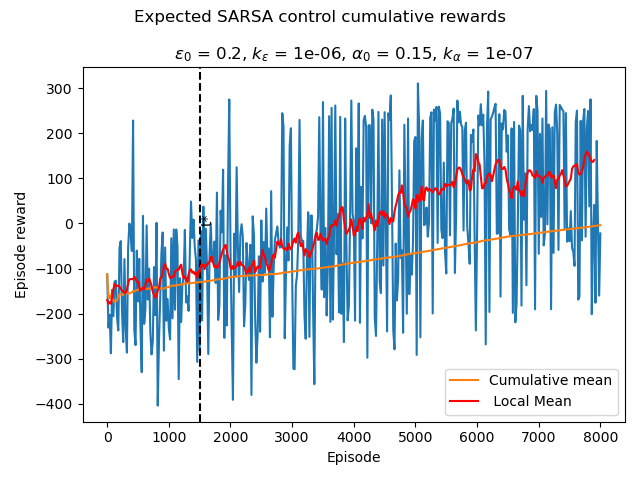 Expected SARSA control cumulative rewards
ε₀ = 0.2, kε = 1e-06, α₀ = 0.15, kα = 1e-07
Episode reward
300
200
100
0
−100
−200
−300
−400
0
1000
2000
3000
4000
5000
6000
7000
8000
Episode
Cumulative mean
Local Mean